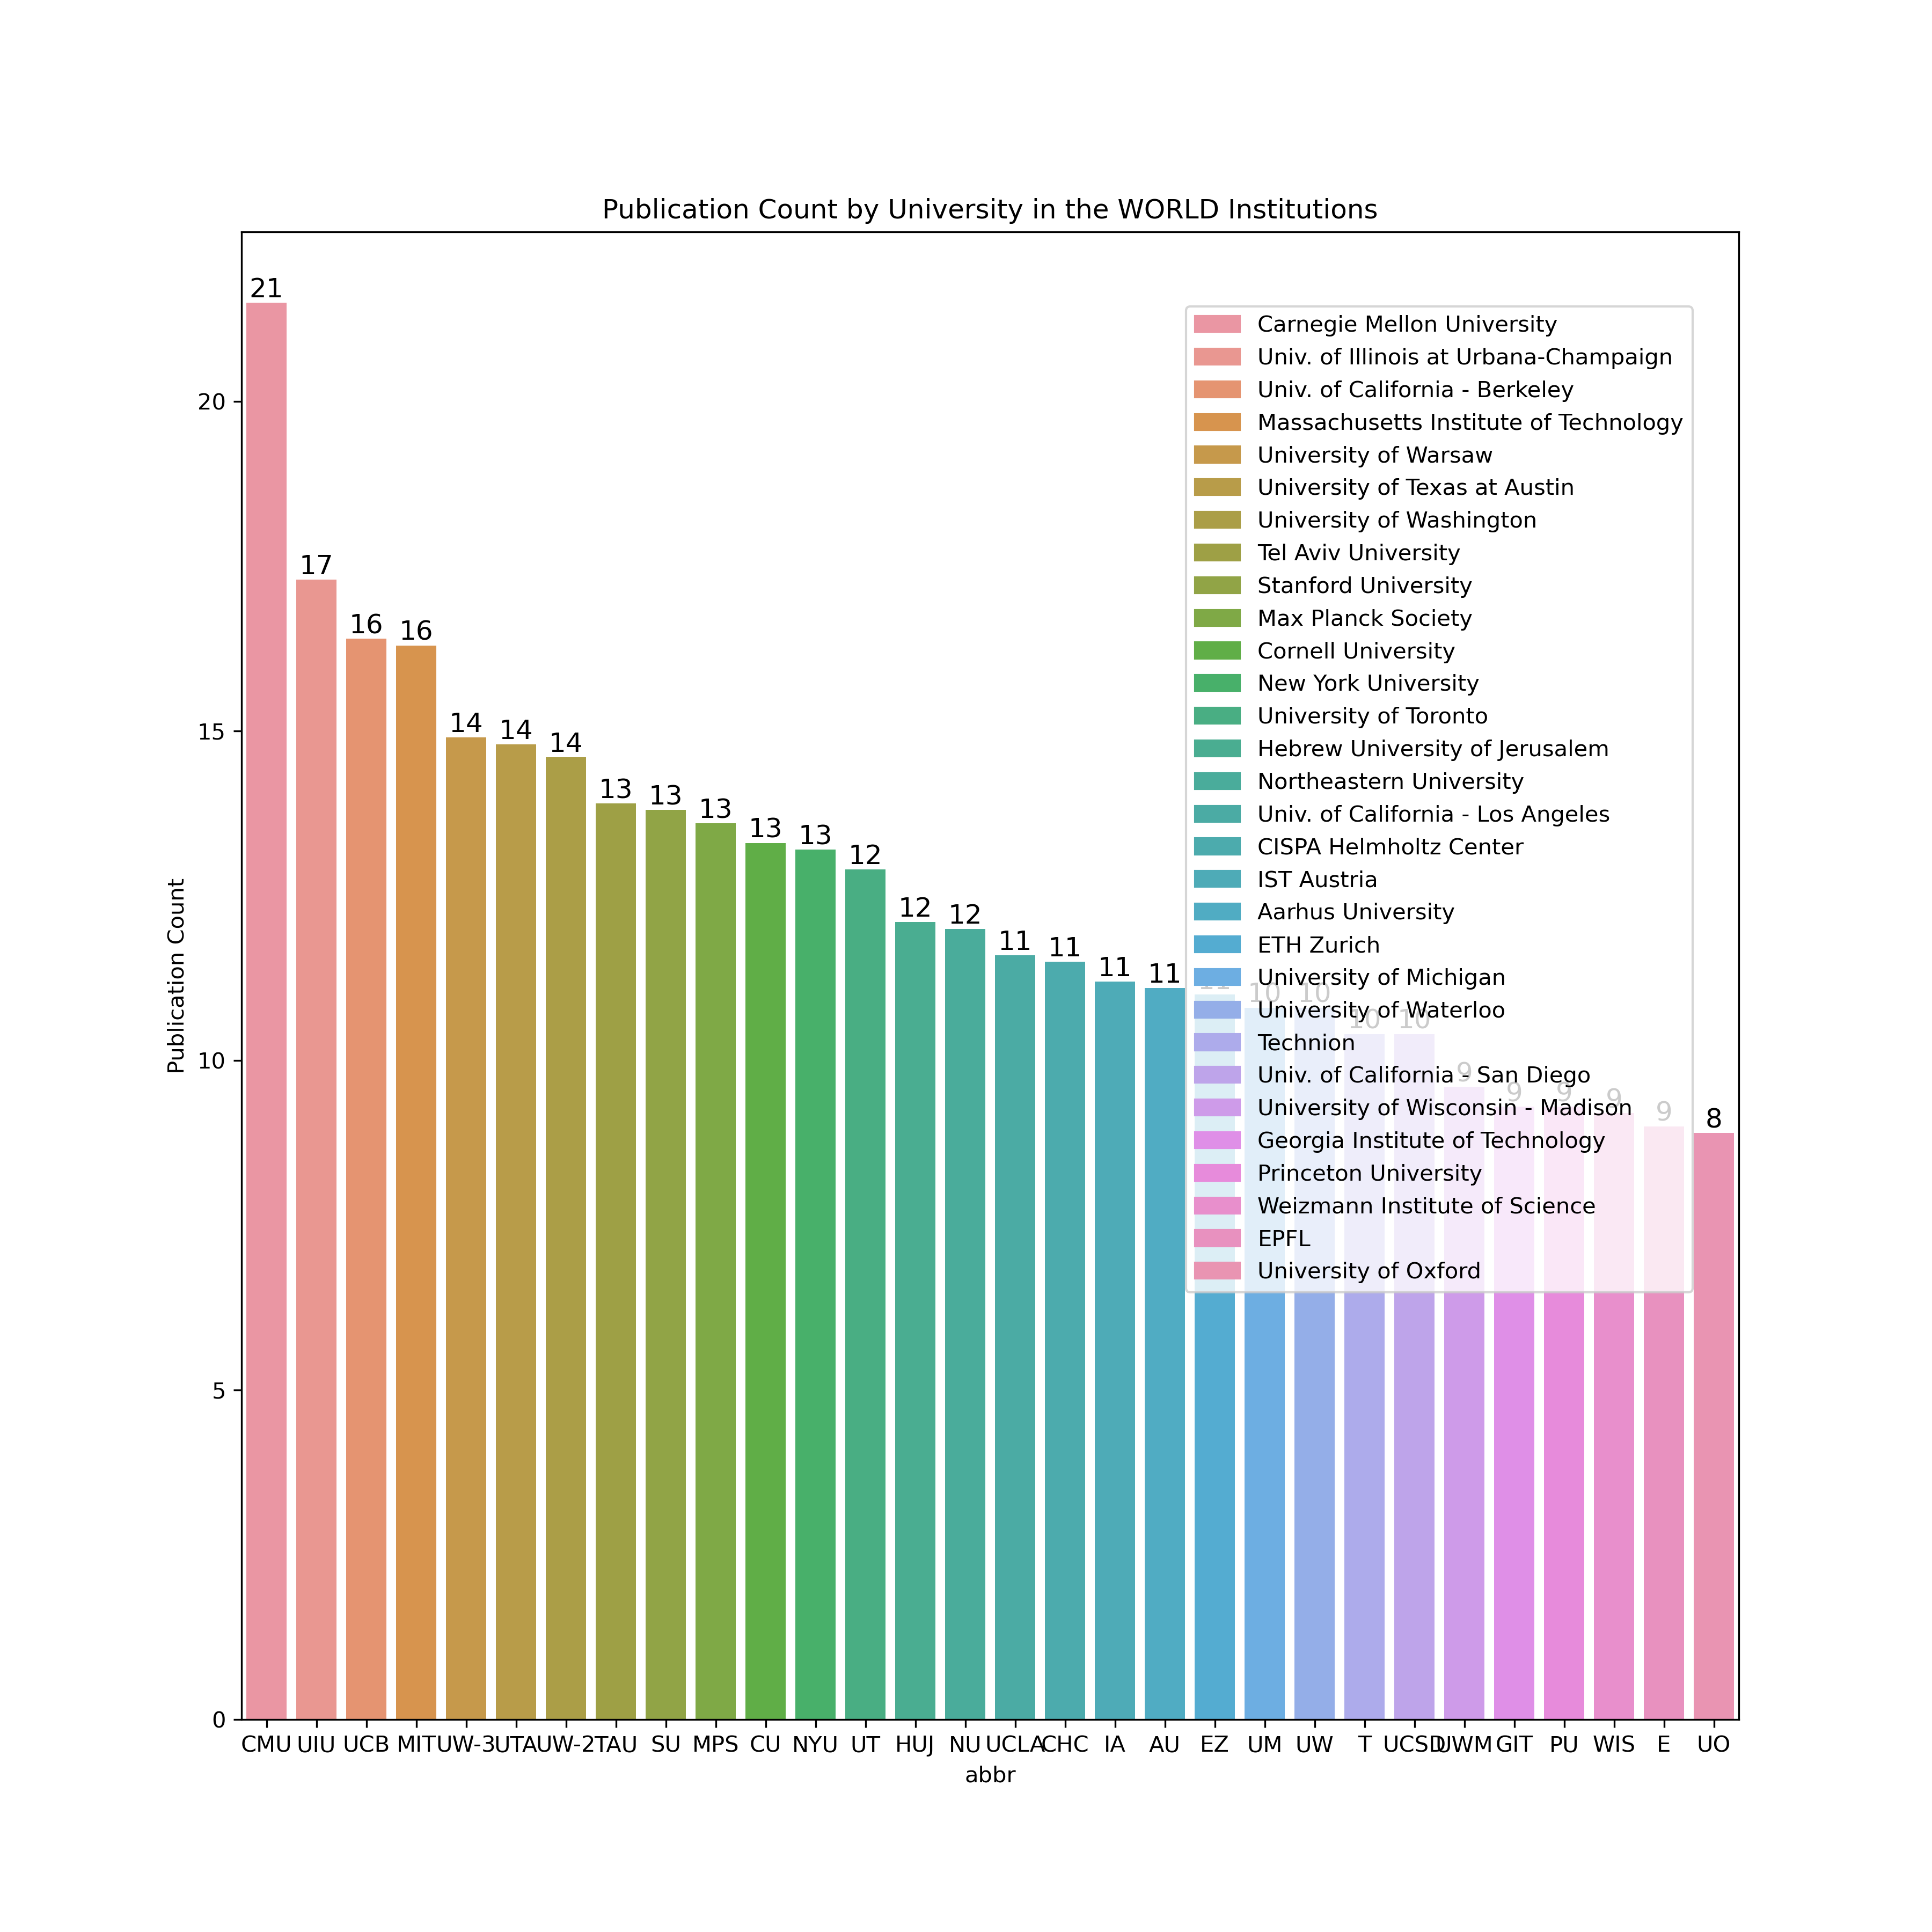 Publication Count by University in the WORLD Institutions
Publication Count
20
15
10
5
0
21
17
16
16
14
14
14
13
13
13
13
13
12
12
12
11
11
11
11
11
10
10
10
10
9
9
9
9
9
8
Carnegie Mellon University
Univ. of Illinois at Urbana-Champaign
Univ. of California - Berkeley
Massachusetts Institute of Technology
University of Warsaw
University of Texas at Austin
University of Washington
Tel Aviv University
Stanford University
Max Planck Society
Cornell University
New York University
University of Toronto
Hebrew University of Jerusalem
Northeastern University
Univ. of California - Los Angeles
CISPA Helmholtz Center
IST Austria
Aarhus University
ETH Zurich
University of Michigan
University of Waterloo
Technion
Univ. of California - San Diego
University of Wisconsin - Madison
Georgia Institute of Technology
Princeton University
Weizmann Institute of Science
EPFL
University of Oxford
CMU UIU UCB MIT UW-3 UTA UW-2 TAU SU MPS CU NYU UT HUJ NU UCLA CHC IA AU EZ UM UW T UCSD UWM GIT PU WIS E UO
abbr